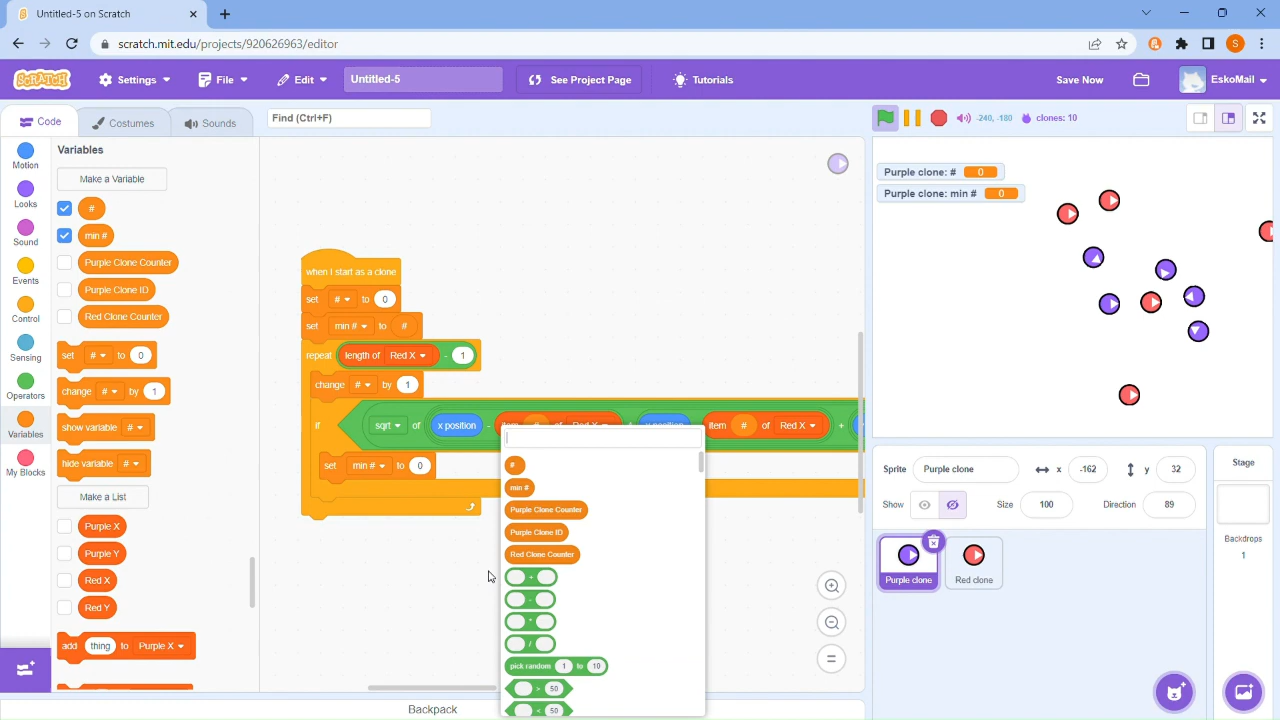 Untitled-5 on Scratch
scratch.mit.edu/projects/920626963/editor
S
SCRATCH
Settings
File
Edit
Untitled-5
See Project Page
Tutorials
Save Now
EskoMail
Code
Costumes
Sounds
Find (Ctrl+F)
-240, -180
clones: 10
Motion
Looks
Sound
Events
Control
Sensing
Operators
Variables
My Blocks
Variables
Make a Variable
#
min #
Purple Clone Counter
Purple Clone ID
Red Clone Counter
set # to 0
change # by 1
show variable #
hide variable #
Make a List
Purple X
Purple Y
Red X
Red Y
add thing to Purple X
when I start as a clone
set # to 0
set min # to #
repeat length of Red X - 1
change # by 1
if sqrt of x position - item # of Red X * x position - item # of Red X +
set min # to 0
#
min #
Purple Clone Counter
Purple Clone ID
Red Clone Counter
+
-
*
/
pick random 1 to 10
> 50
< 50
Backpack
Purple clone: # 0
Purple clone: min # 0
Sprite Purple clone x -162 y 32
Show Size 100 Direction 89
Purple clone
Red clone
Stage
Backdrops
1